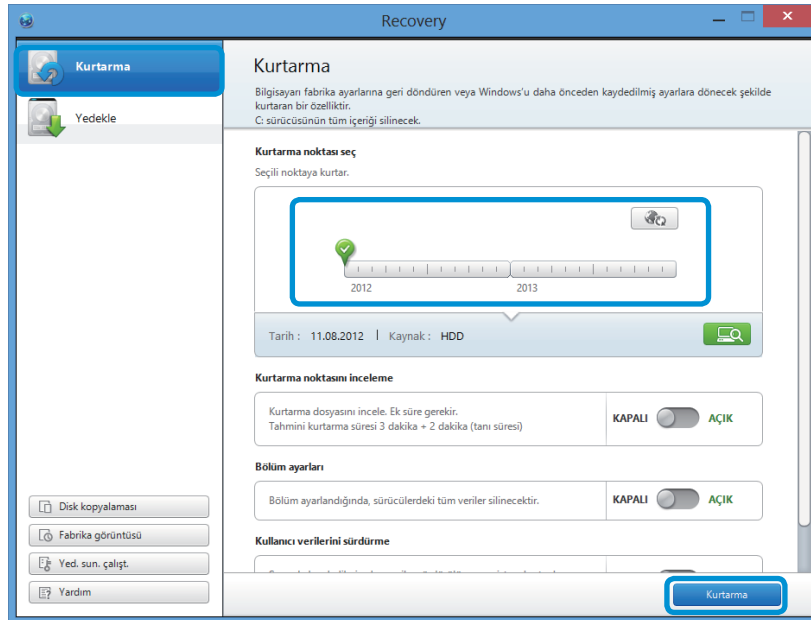 Recovery
Kurtarma
Yedekle
Disk kopyalaması
Fabrika görüntüsü
Yed. sun. çalışt.
Yardım
Kurtarma
Bilgisayarı fabrika ayarlarına geri döndüren veya Windows'u daha önceden kaydedilmiş ayarlara dönecek şekilde
kurtaran bir özelliktir.
C: sürücüsünün tüm içeriği silinecek.
Kurtarma noktası seç
Seçili noktaya kurtar.
2012 2013
Tarih : 11.08.2012 | Kaynak : HDD
Kurtarma noktasını inceleme
Kurtarma dosyasını incele. Ek süre gerekir.
Tahmini kurtarma süresi 3 dakika + 2 dakika (tanı süresi)
KAPALI AÇIK
Bölüm ayarları
Bölüm ayarlandığında, sürücülerdeki tüm veriler silinecektir.
KAPALI AÇIK
Kullanıcı verilerini sürdürme
Kurtarma